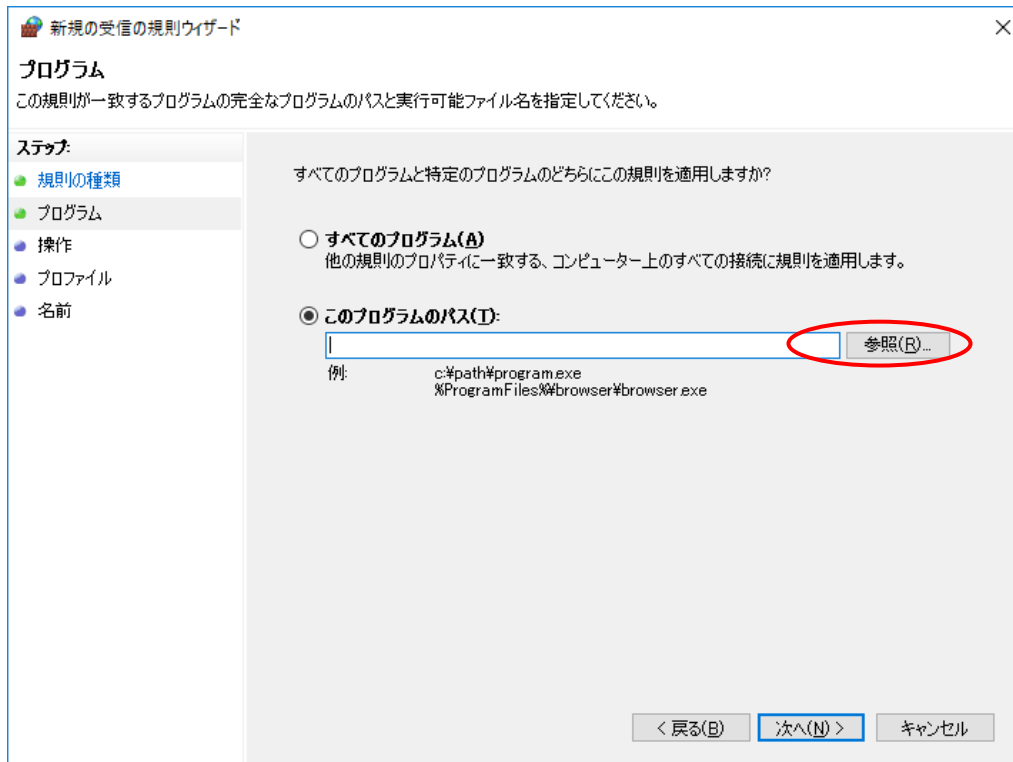 新規の受信の規則ウィザード
プログラム
この規則が一致するプログラムの完全なプログラムのパスと実行可能ファイル名を指定してください。
ステップ:
規則の種類
プログラム
操作
プロファイル
名前
すべてのプログラムと特定のプログラムのどちらにこの規則を適用しますか?
すべてのプログラム(A)
他の規則のプロパティに一致する、コンピューター上のすべての接続に規則を適用します。
このプログラムのパス(T):
参照(R)...
例: c:¥path¥program.exe
%ProgramFiles%¥browser¥browser.exe
< 戻る(B) 次へ(N) > キャンセル